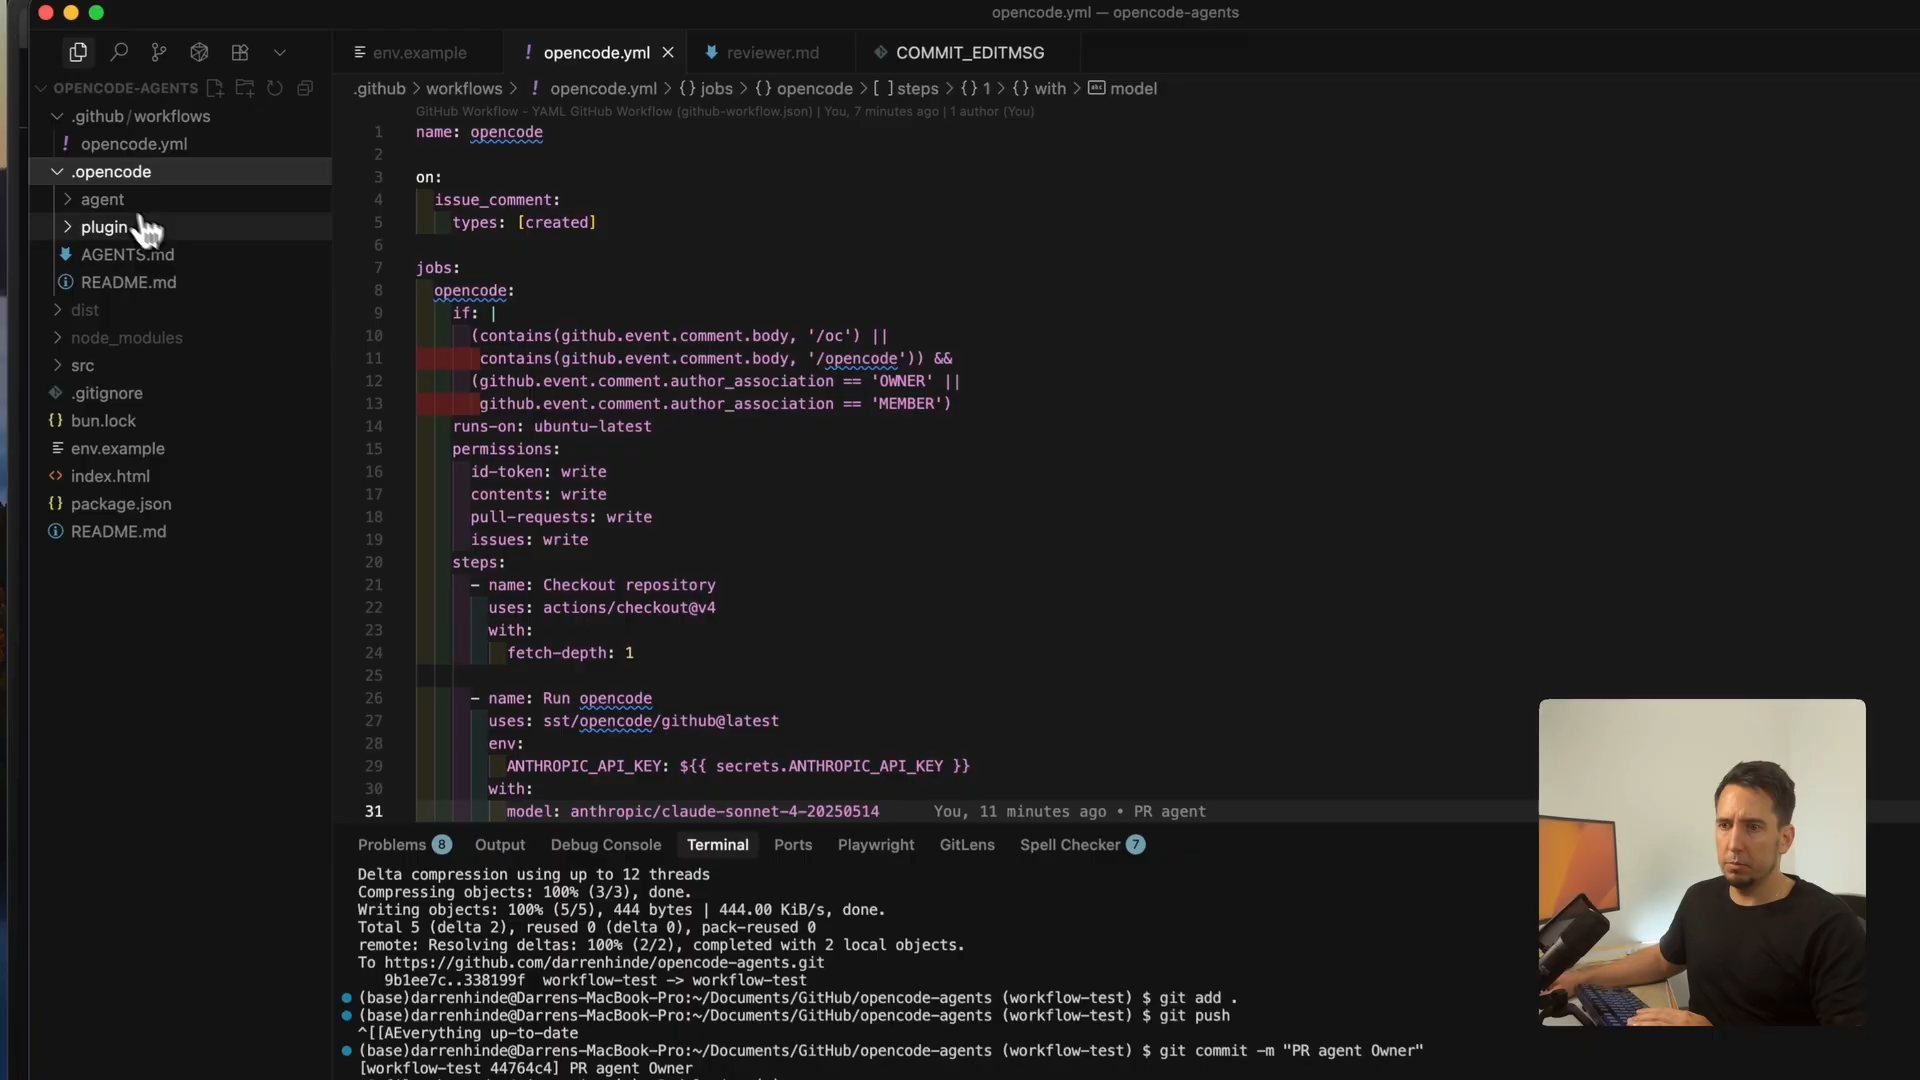 opencode.yml — opencode-agents
env.example
opencode.yml
reviewer.md
COMMIT_EDITMSG
OPENCODE-AGENTS
.github > workflows > ! opencode.yml > {} jobs > {} opencode > [ ] steps > {} 1 > {} with > abc model
GitHub Workflow - YAML GitHub Workflow (github-workflow.json) | You, 7 minutes ago | 1 author (You)
.github/workflows
! opencode.yml
.opencode
agent
plugin
AGENTS.md
README.md
dist
node_modules
src
.gitignore
bun.lock
env.example
index.html
package.json
README.md
1 name: opencode
2
3 on:
4 issue_comment:
5 types: [created]
6
7 jobs:
8 opencode:
9 if: |
10 (contains(github.event.comment.body, '/oc') ||
11 contains(github.event.comment.body, '/opencode')) &&
12 (github.event.comment.author_association == 'OWNER' ||
13 github.event.comment.author_association == 'MEMBER')
14 runs-on: ubuntu-latest
15 permissions:
16 id-token: write
17 contents: write
18 pull-requests: write
19 issues: write
20 steps:
21 - name: Checkout repository
22 uses: actions/checkout@v4
23 with:
24 fetch-depth: 1
25
26 - name: Run opencode
27 uses: sst/opencode/github@latest
28 env:
29 ANTHROPIC_API_KEY: ${{ secrets.ANTHROPIC_API_KEY }}
30 with:
31 model: anthropic/claude-sonnet-4-20250514 You, 11 minutes ago • PR agent
Problems 8 Output Debug Console Terminal Ports Playwright GitLens Spell Checker 7
Delta compression using up to 12 threads
Compressing objects: 100% (3/3), done.
Writing objects: 100% (5/5), 444 bytes | 444.00 KiB/s, done.
Total 5 (delta 2), reused 0 (delta 0), pack-reused 0
remote: Resolving deltas: 100% (2/2), completed with 2 local objects.
To https://github.com/darrenhinde/opencode-agents.git
9b1ee7c..338199f workflow-test -> workflow-test
(base)darrenhinde@Darrens-MacBook-Pro:~/Documents/GitHub/opencode-agents (workflow-test) $ git add .
(base)darrenhinde@Darrens-MacBook-Pro:~/Documents/GitHub/opencode-agents (workflow-test) $ git push
^[[AEverything up-to-date
(base)darrenhinde@Darrens-MacBook-Pro:~/Documents/GitHub/opencode-agents (workflow-test) $ git commit -m "PR agent Owner"
[workflow-test 44764c4] PR agent Owner